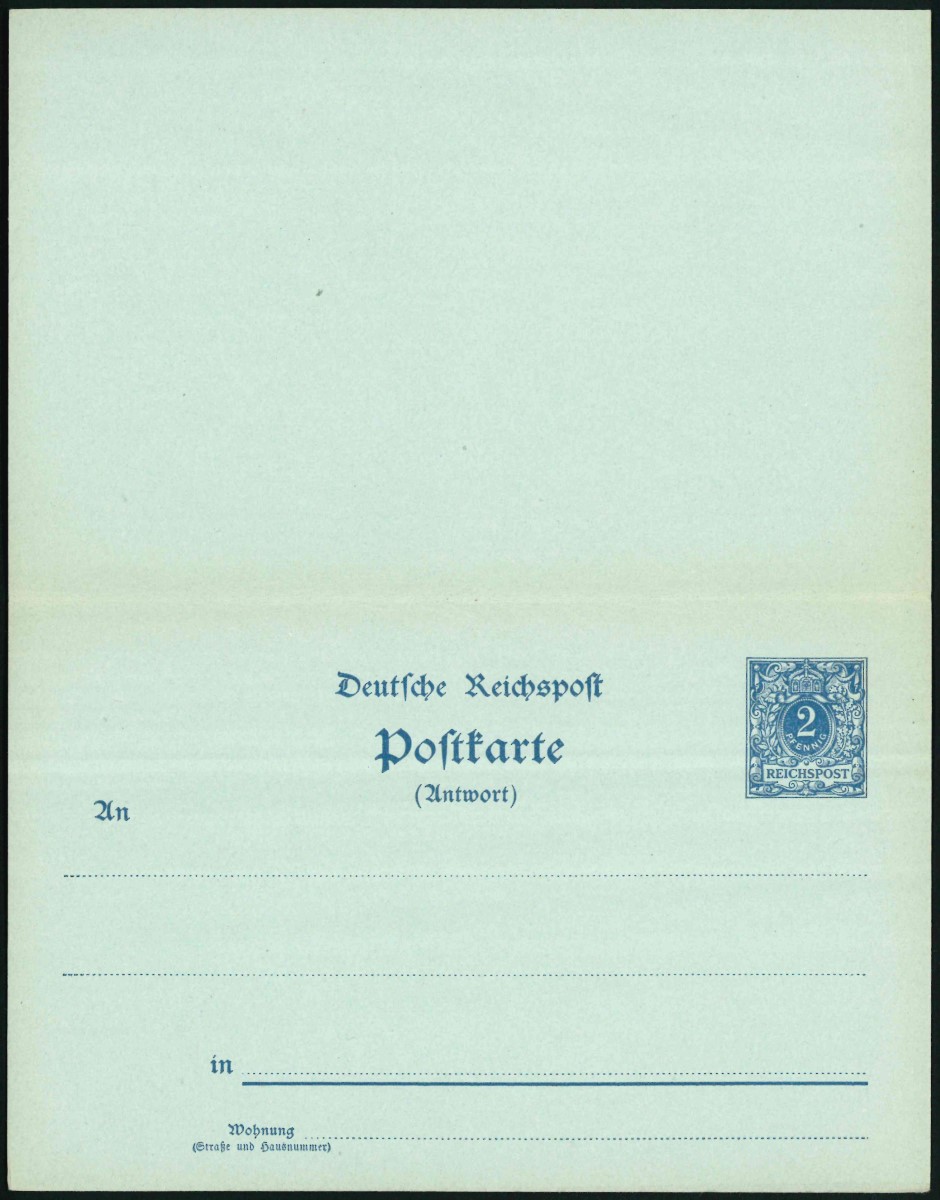 Deutſche Reichspoſt
Poſtkarte
(Antwort)
2
PFENNIG
REICHSPOST
An
in
Wohnung
(Straße und Hausnummer)